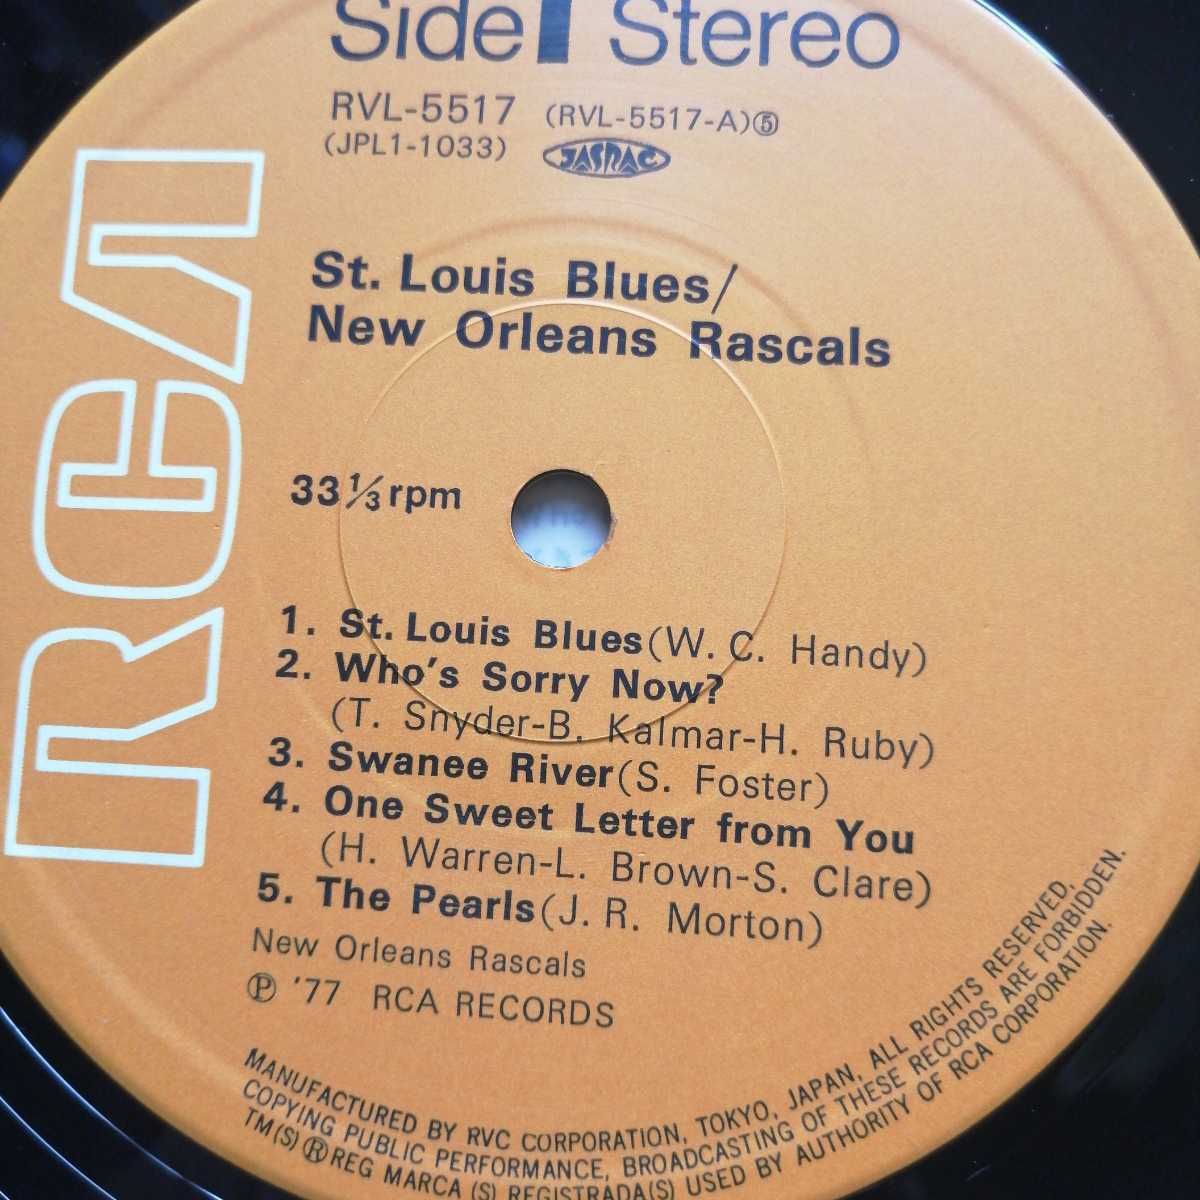 Side 1 Stereo
RVL-5517 (RVL-5517-A)⑤
(JPL1-1033) JASRAC
RCA
St. Louis Blues/
New Orleans Rascals
33 1/3 rpm
1. St. Louis Blues(W. C. Handy)
2. Who's Sorry Now?
(T. Snyder-B. Kalmar-H. Ruby)
3. Swanee River(S. Foster)
4. One Sweet Letter from You
(H. Warren-L. Brown-S. Clare)
5. The Pearls(J. R. Morton)
New Orleans Rascals
Ⓟ '77 RCA RECORDS
MANUFACTURED BY RVC CORPORATION, TOKYO, JAPAN, ALL RIGHTS RESERVED,
COPYING PUBLIC PERFORMANCE, BROADCASTING OF THESE RECORDS ARE FORBIDDEN.
TM(S) ® REG MARCA (S) REGISTRADA(S) USED BY AUTHORITY OF RCA CORPORATION.